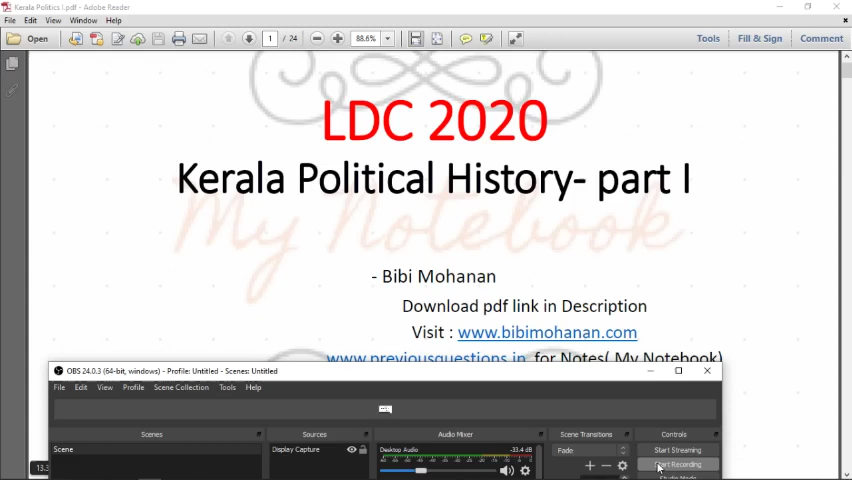 Kerala Politics I.pdf - Adobe Reader
File Edit View Window Help
Open 1 / 24 88.6% Tools Fill & Sign Comment
LDC 2020
Kerala Political History- part I
My Notebook
- Bibi Mohanan
Download pdf link in Description
Visit : www.bibimohanan.com
www.previousquestions.in for Notes( My Notebook)
OBS 24.0.3 (64-bit, windows) - Profile: Untitled - Scenes: Untitled
File Edit View Profile Scene Collection Tools Help
Scenes Sources Audio Mixer Scene Transitions Controls
Scene Display Capture Desktop Audio -33.4 dB Fade Start Streaming
Start Recording
Studio Mode